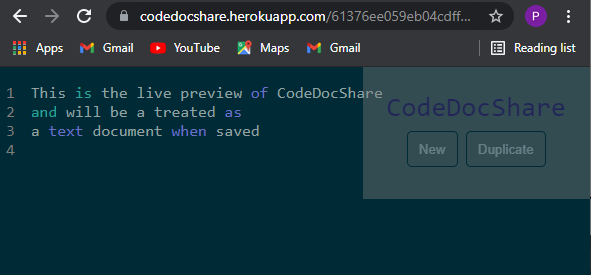 codedocshare.herokuapp.com/61376ee059eb04cdff...
P
Apps Gmail YouTube Maps Gmail Reading list
1 This is the live preview of CodeDocShare
2 and will be a treated as
3 a text document when saved
4
CodeDocShare
New Duplicate